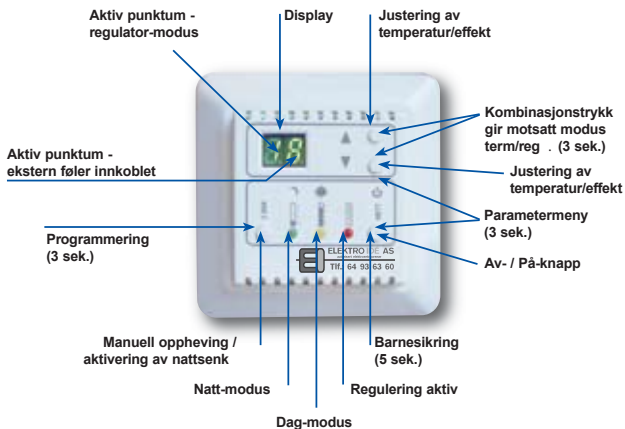 Aktiv punktum -
regulator-modus
Display
Justering av
temperatur/effekt
Kombinasjonstrykk
gir motsatt modus
term/reg . (3 sek.)
Aktiv punktum -
ekstern føler innkoblet
Justering av
temperatur/effekt
Parametermeny
(3 sek.)
Programmering
(3 sek.)
Av- / På-knapp
ELEKTRO IDE AS
Tlf. 64 93 63 60
Manuell oppheving /
aktivering av nattsenk
Barnesikring
(5 sek.)
Natt-modus
Regulering aktiv
Dag-modus